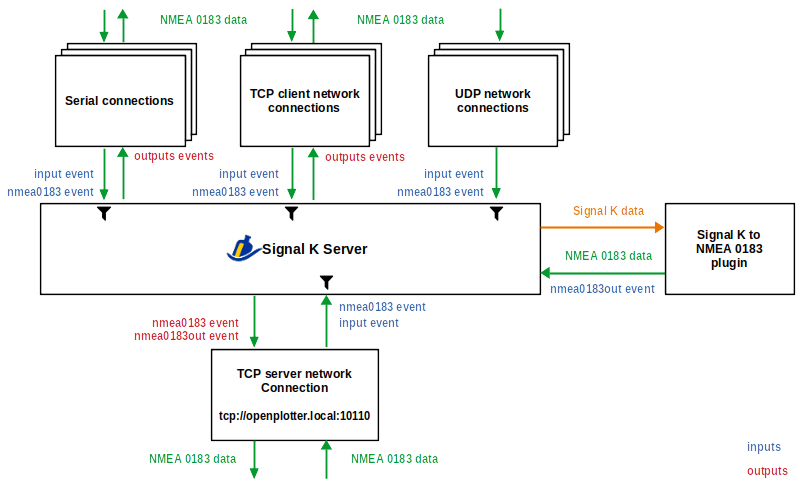 NMEA 0183 data
NMEA 0183 data
Serial connections
TCP client network
connections
UDP network
connections
outputs events
outputs events
input event
nmea0183 event
input event
nmea0183 event
input event
nmea0183 event
Signal K data
Signal K Server
Signal K to
NMEA 0183
plugin
NMEA 0183 data
nmea0183out event
nmea0183 event
input event
nmea0183 event
nmea0183out event
TCP server network
Connection
tcp://openplotter.local:10110
NMEA 0183 data
NMEA 0183 data
inputs
outputs